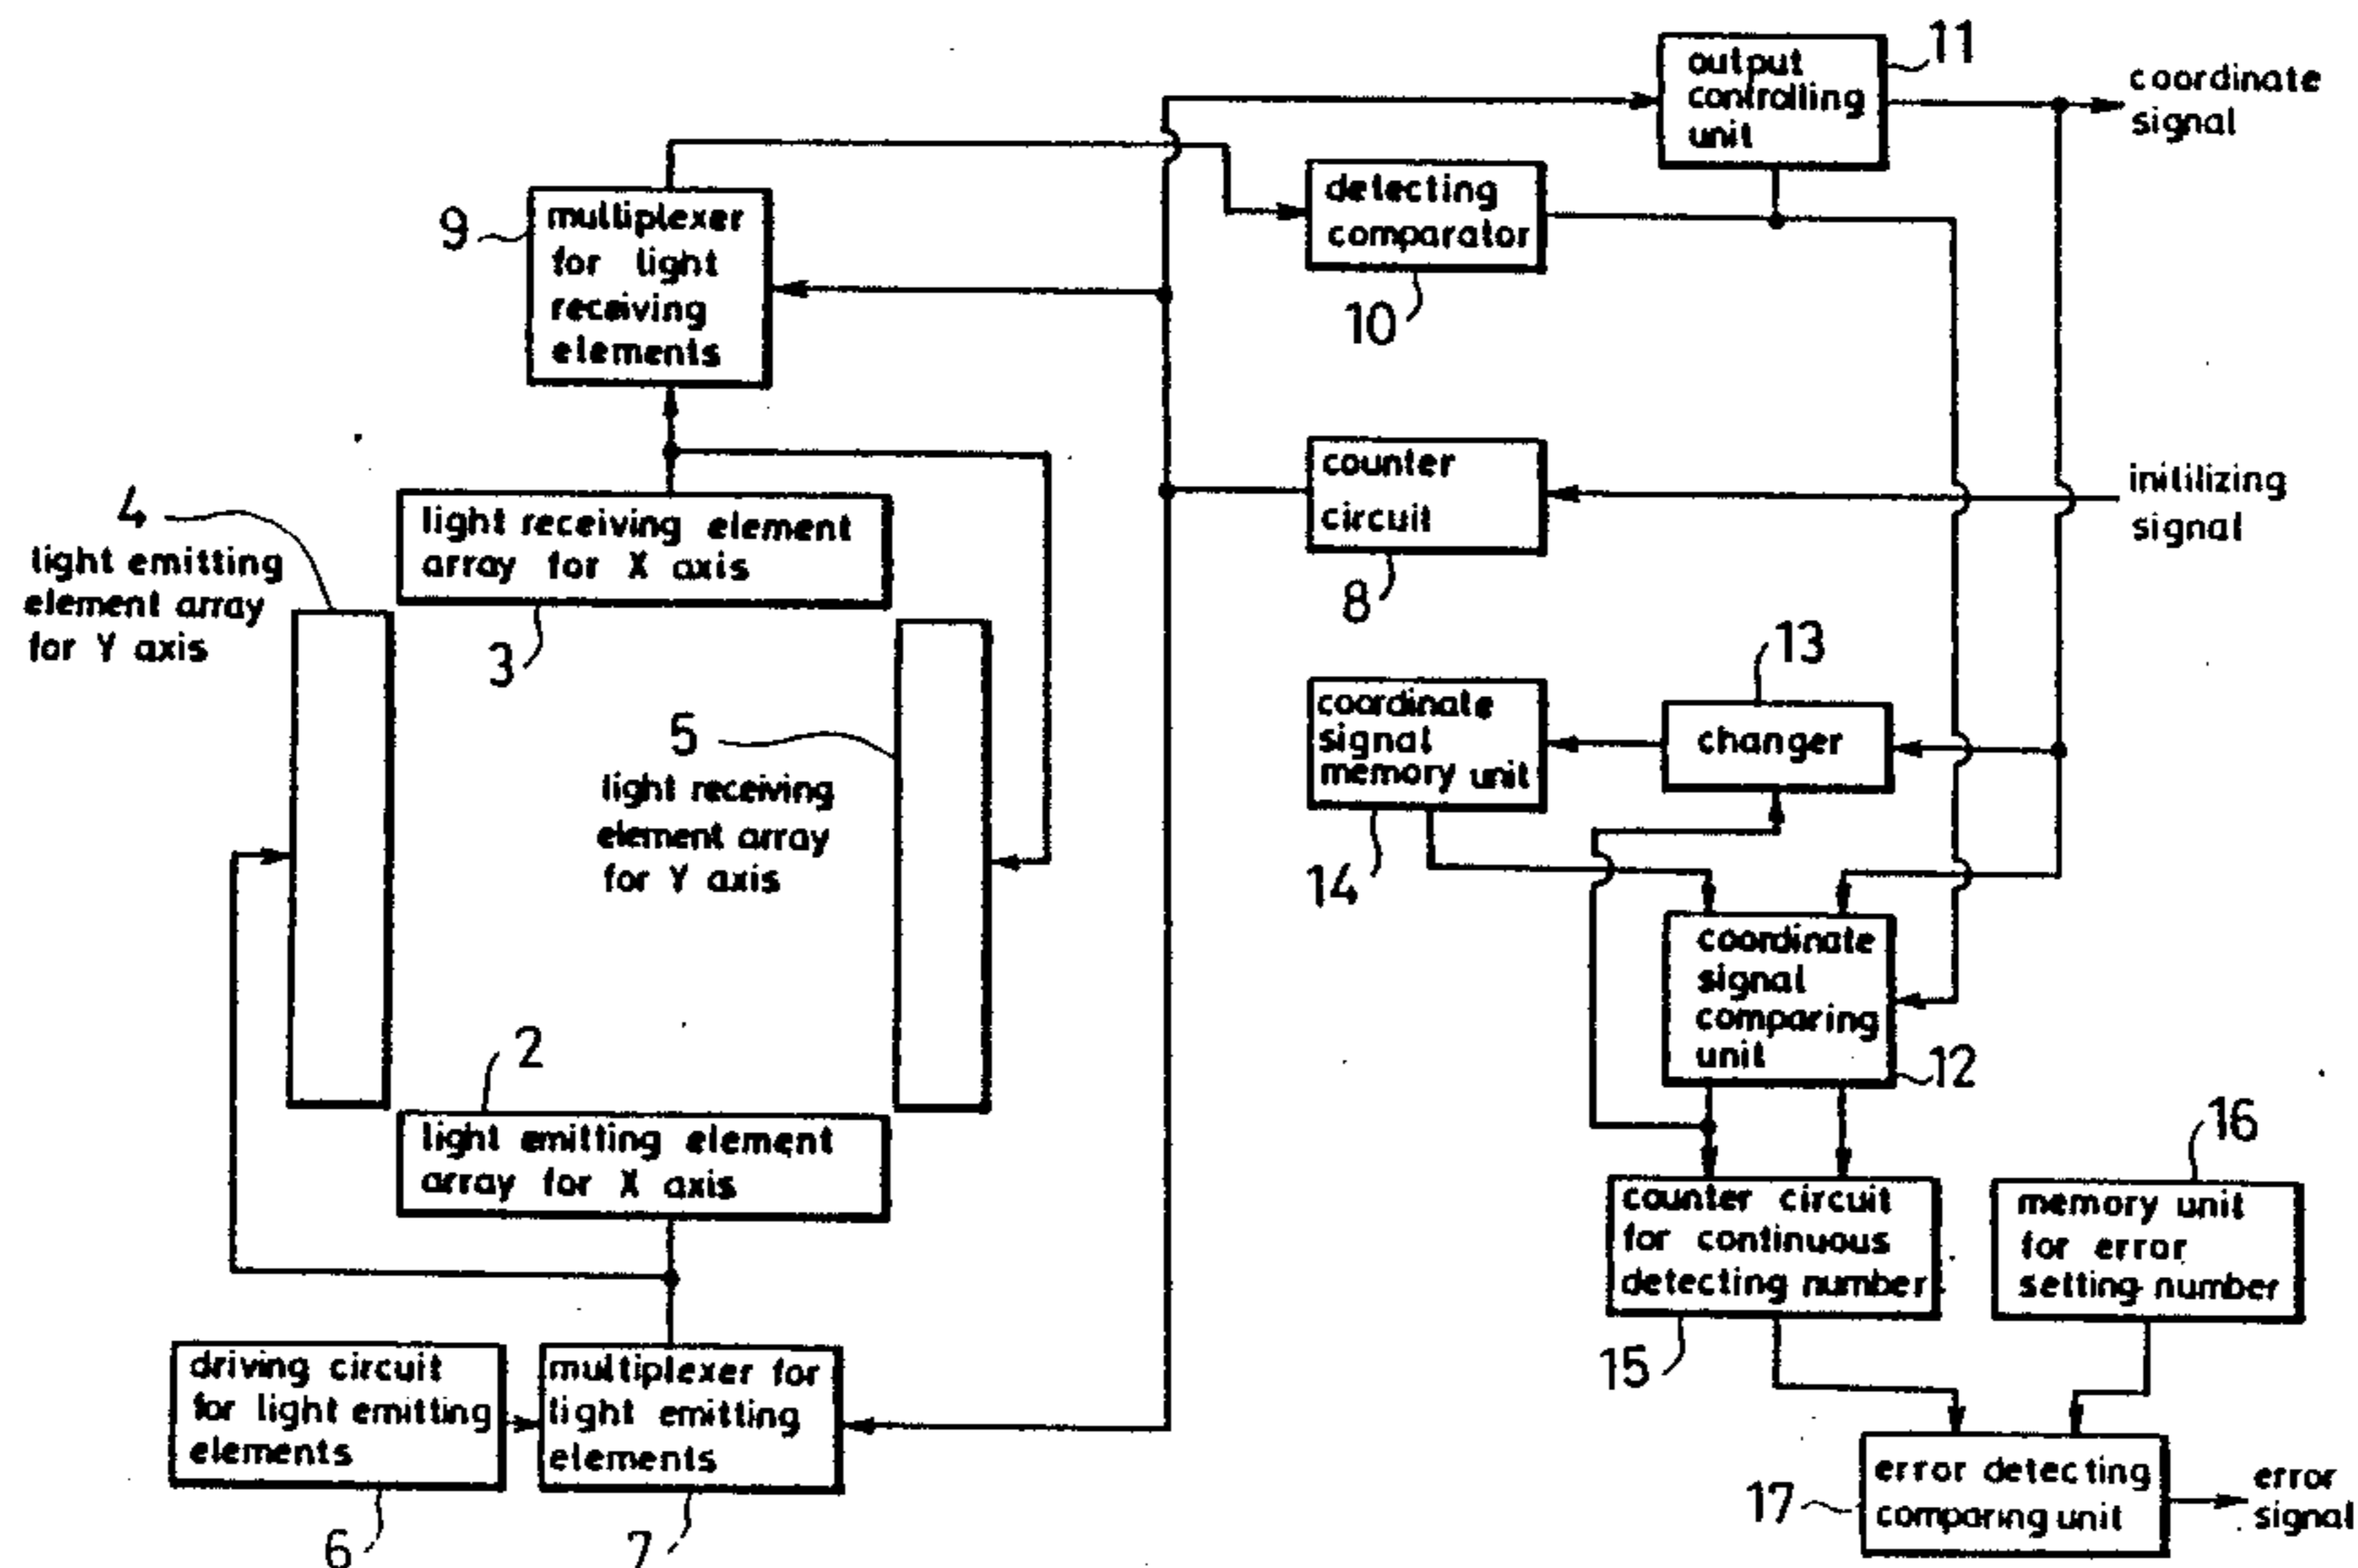 11
output
controlling
unit
coordinate
signal
9
multiplexer
for light
receiving
elements
detecting
comparator
10
counter
circuit
8
initilizing
signal
4
light emitting
element array
for Y axis
light receiving element
array for X axis
3
5
light receiving
element array
for Y axis
13
coordinate
signal
memory unit
changer
14
coordinate
signal
comparing
unit
12
2
light emitting element
array for X axis
16
counter circuit
for continuous
detecting number
memory unit
for error
setting number
15
driving circuit
for light emitting
elements
multiplexer for
light emitting
elements
6
7
17
error detecting
comparing unit
error
signal